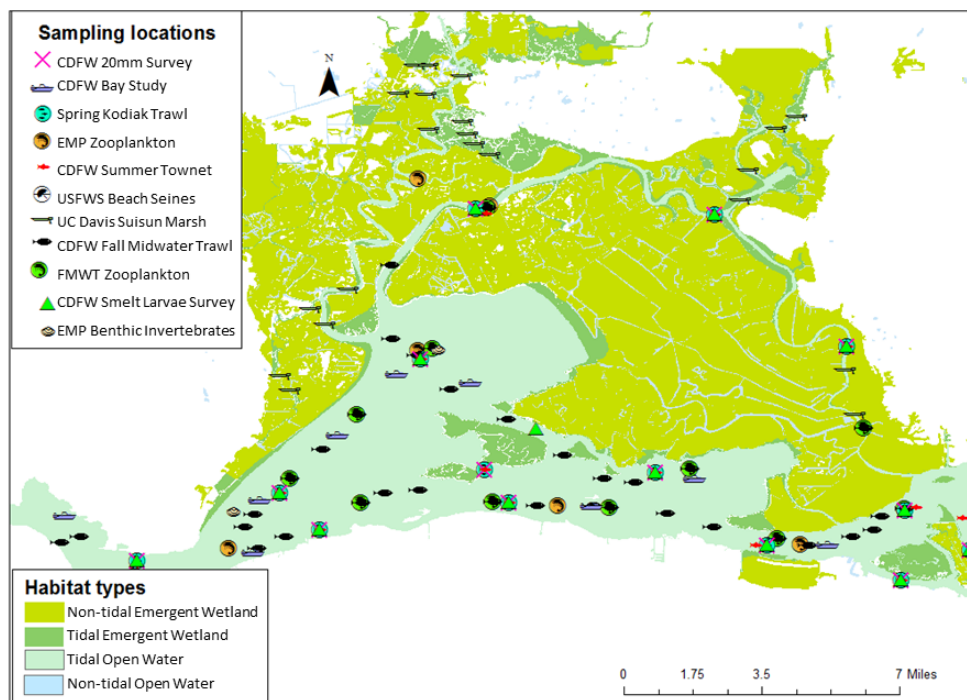 Sampling locations
CDFW 20mm Survey
CDFW Bay Study
Spring Kodiak Trawl
EMP Zooplankton
CDFW Summer Townet
USFWS Beach Seines
UC Davis Suisun Marsh
CDFW Fall Midwater Trawl
FMWT Zooplankton
CDFW Smelt Larvae Survey
EMP Benthic Invertebrates
N
Habitat types
Non-tidal Emergent Wetland
Tidal Emergent Wetland
Tidal Open Water
Non-tidal Open Water
0 1.75 3.5 7 Miles